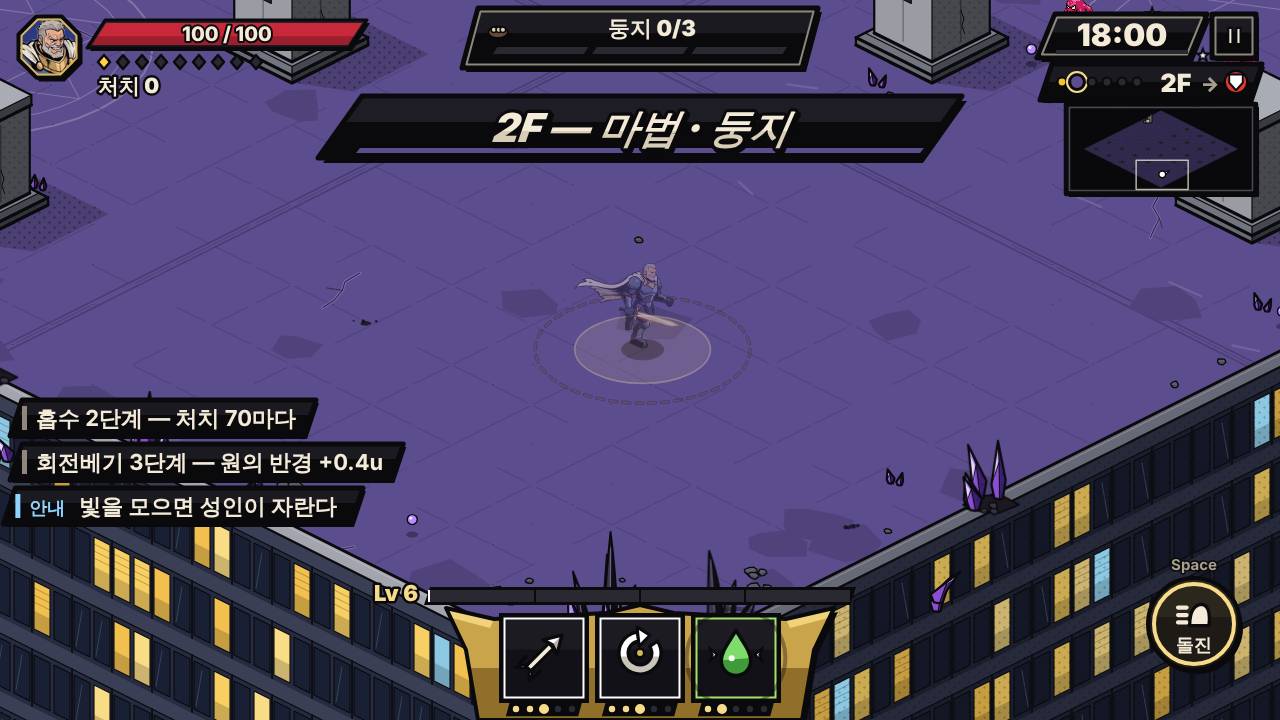 100 / 100
처치 0
둥지 0/3
18:00
2F →
2F — 마법 · 둥지
흡수 2단계 — 처치 70마다
회전베기 3단계 — 원의 반경 +0.4u
안내 빛을 모으면 성인이 자란다
Lv 6
Space
돌진